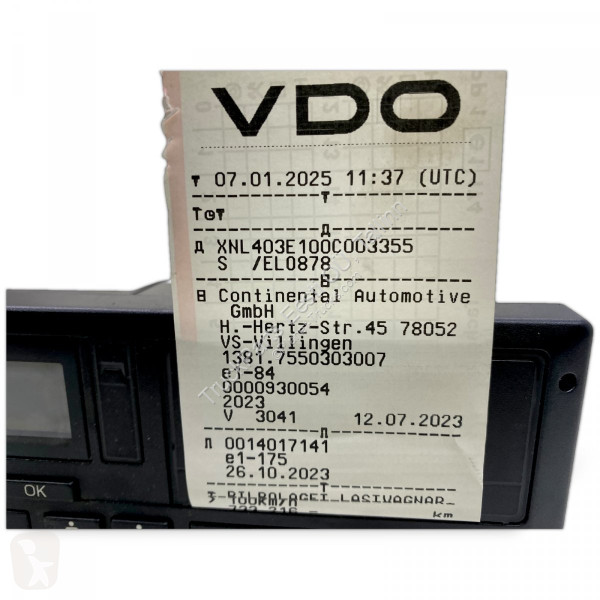 VDO
07.01.2025 11:37 (UTC)
XNL403E100C003355
S /EL0878
Continental Automotive
GmbH
H.-Hertz-Str.45 78052
VS-Villingen
1381.7550303007
e1-84
0000930054
2023
V 3041 12.07.2023
0014017141
e1-175
26.10.2023
km
OK